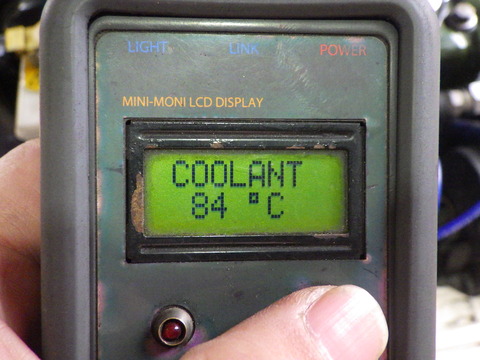 LIGHT LINK POWER
MINI-MONI LCD DISPLAY
COOLANT
84 °C